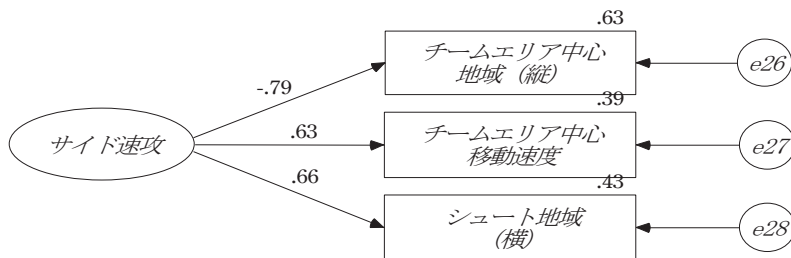 .63
チームエリア中心
地域 (縦)
e26
-.79
.39
サイド速攻
.63
チームエリア中心
移動速度
e27
.66
.43
シュート地域
(横)
e28